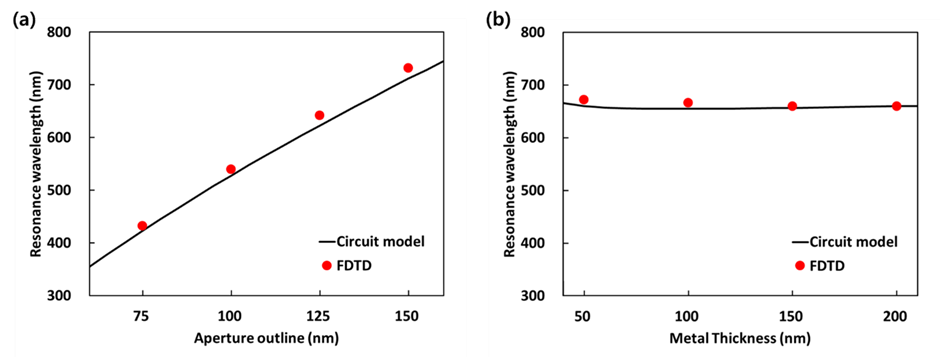 (a)
800
700
600
500
400
300
Resonance wavelength (nm)
Circuit model
FDTD
75 100 125 150
Aperture outline (nm)
(b)
800
700
600
500
400
300
Resonance wavelength (nm)
Circuit model
FDTD
50 100 150 200
Metal Thickness (nm)